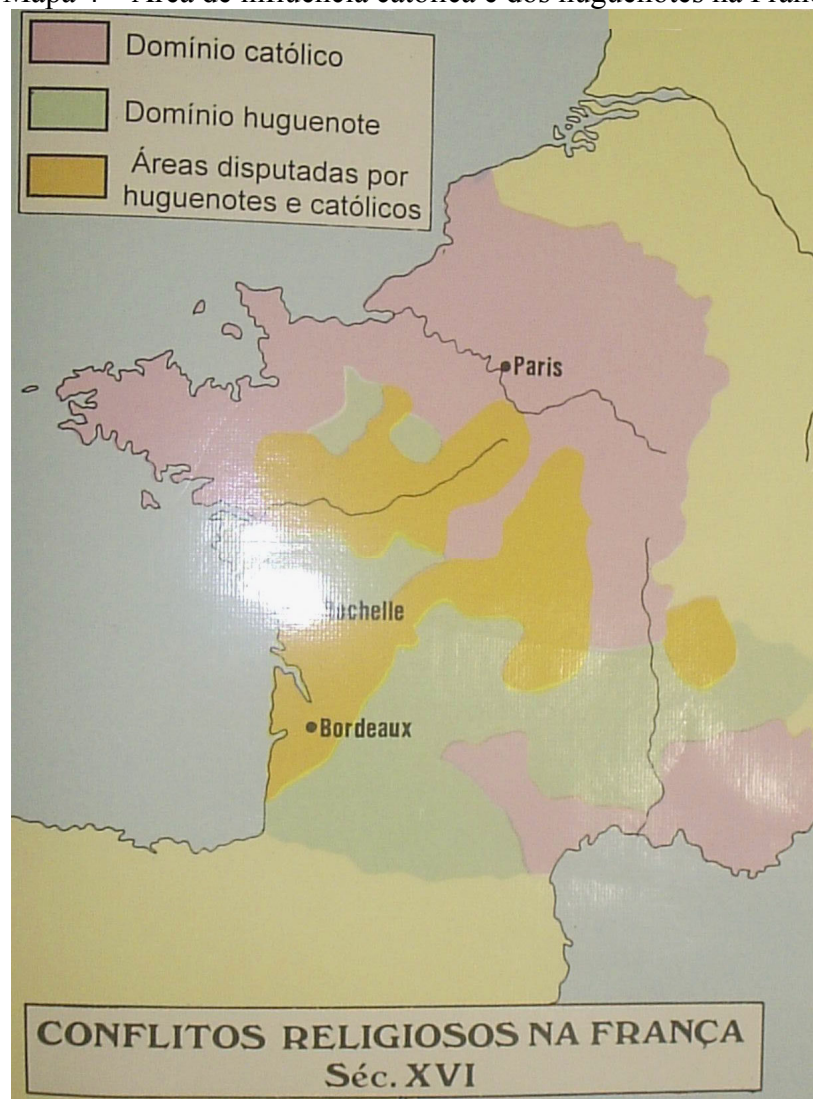 Domínio católico
Domínio huguenote
Áreas disputadas por
huguenotes e católicos
Paris
Bordeaux
CONFLITOS RELIGIOSOS NA FRANÇA
Séc. XVI